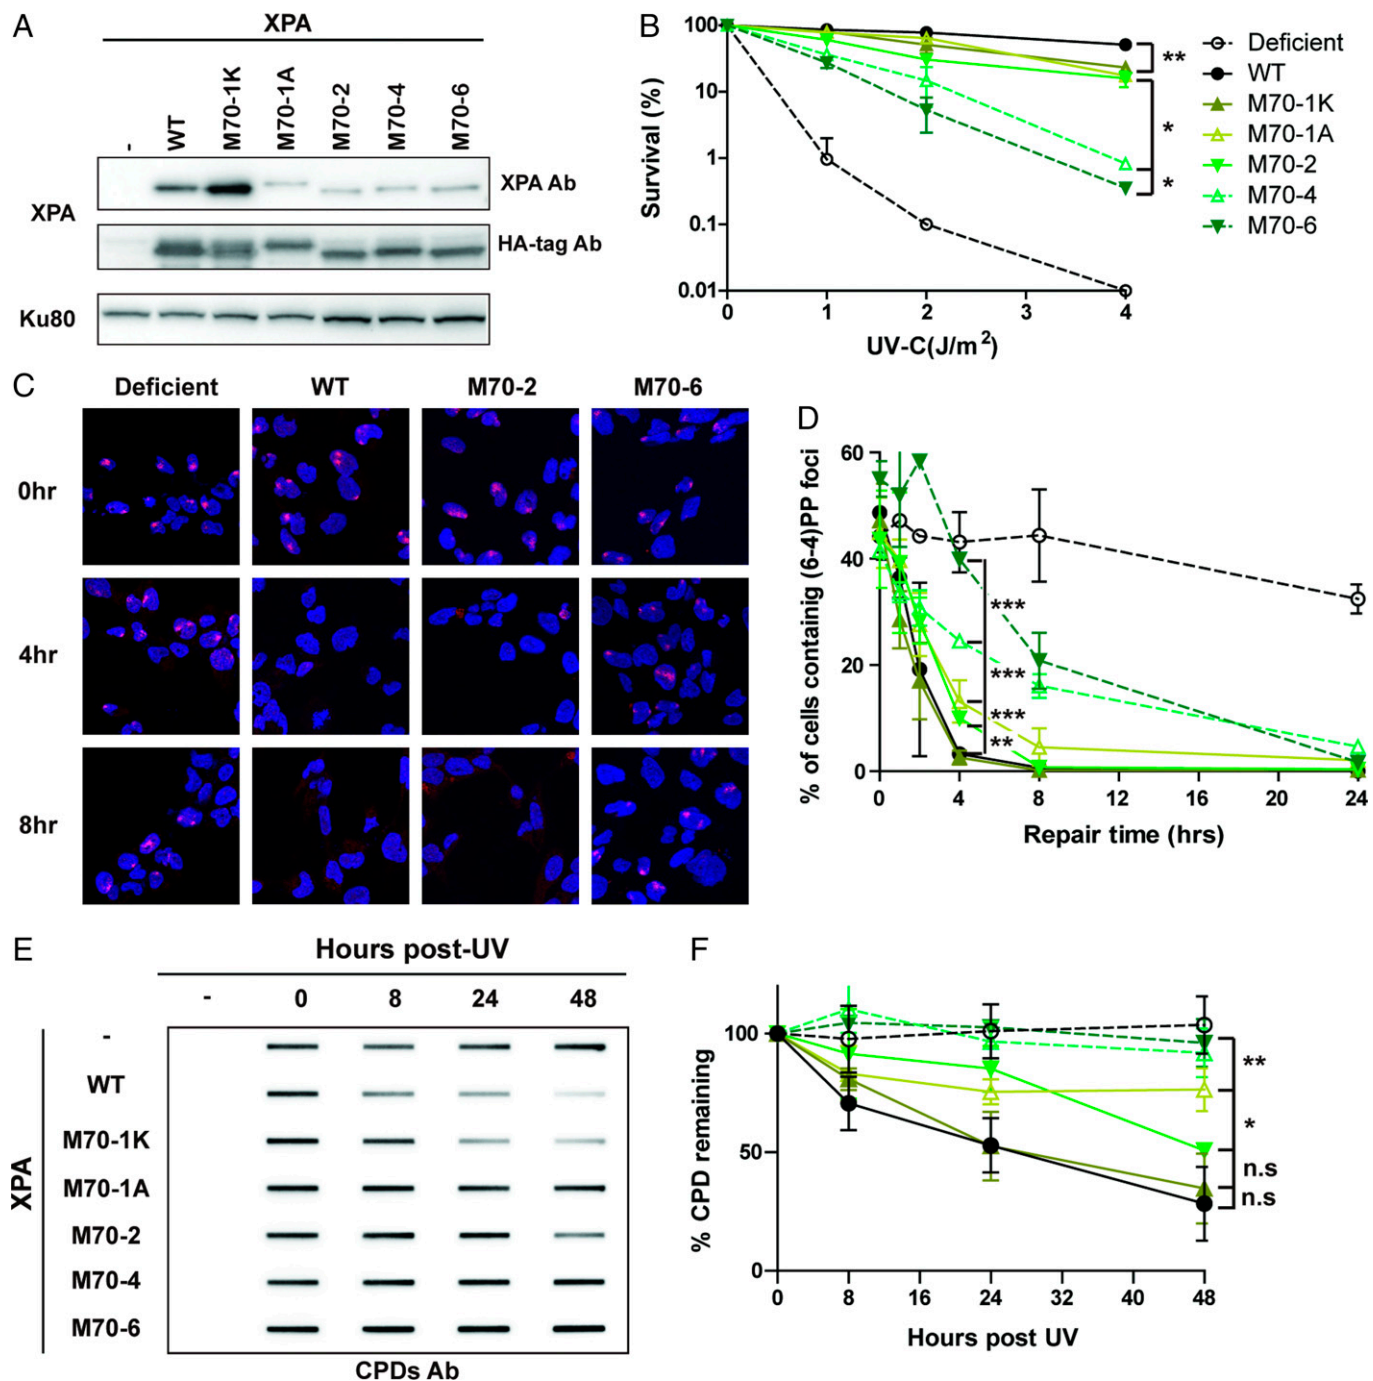 A
XPA
-
WT
M70-1K
M70-1A
M70-2
M70-4
M70-6
XPA
XPA Ab
HA-tag Ab
Ku80
B
Survival (%)
100
10
1
0.1
0.01
0
1
2
3
4
UV-C(J/m²)
**
*
*
Deficient
WT
M70-1K
M70-1A
M70-2
M70-4
M70-6
C
Deficient
WT
M70-2
M70-6
0hr
4hr
8hr
D
% of cells containig (6-4)PP foci
60
40
20
0
0
4
8
12
16
20
24
Repair time (hrs)
***
***
***
**
E
Hours post-UV
-
0
8
24
48
XPA
-
WT
M70-1K
M70-1A
M70-2
M70-4
M70-6
CPDs Ab
F
% CPD remaining
100
50
0
0
8
16
24
32
40
48
Hours post UV
**
*
n.s
n.s